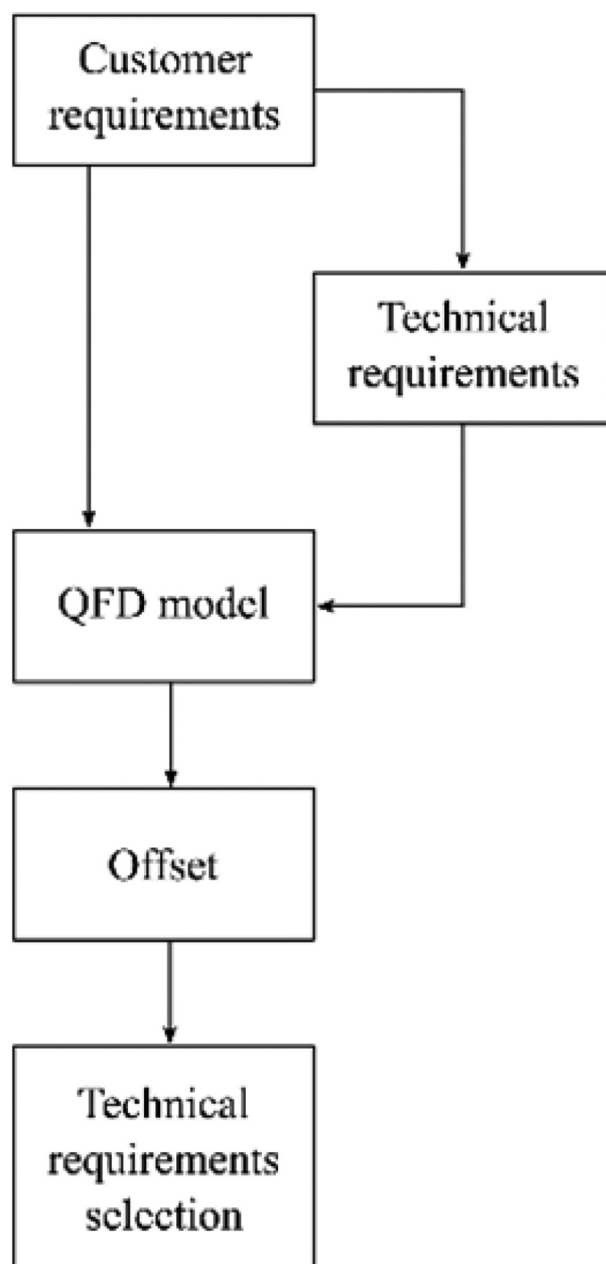 Customer
requirements
Technical
requirements
QFD model
Offset
Technical
requirements
selection